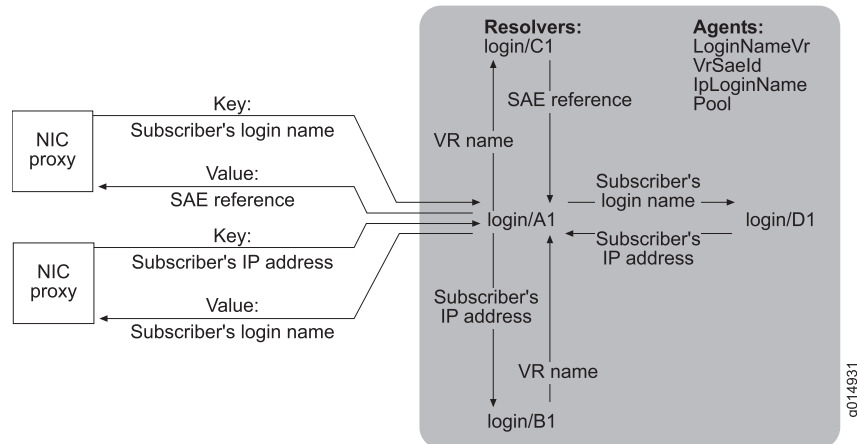 Resolvers:
login/C1
Agents:
LoginNameVr
VrSaeId
IpLoginName
Pool
SAE reference
VR name
NIC
proxy
Key:
Subscriber's login name
Value:
SAE reference
Subscriber's
login name
login/A1
login/D1
Subscriber's
IP address
NIC
proxy
Key:
Subscriber's IP address
Value:
Subscriber's login name
Subscriber's
IP address
VR name
login/B1
g014931